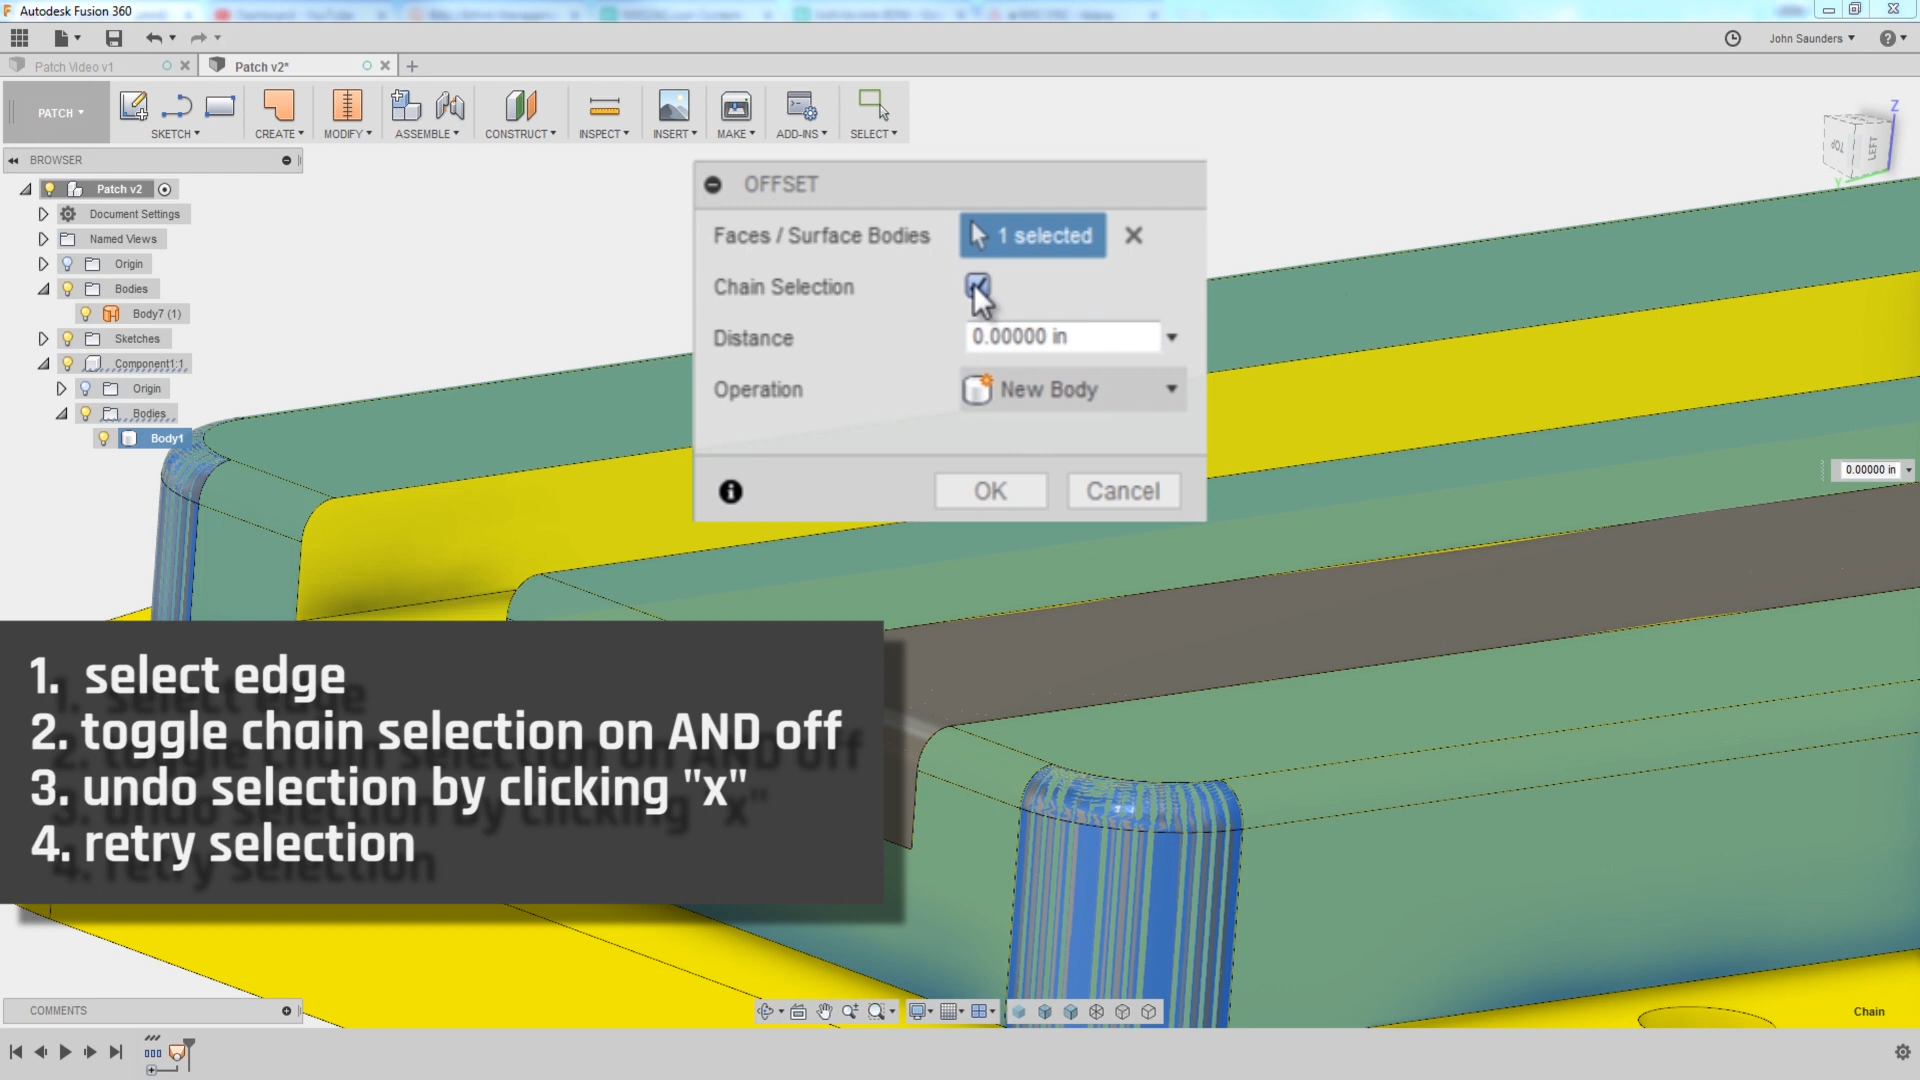 Autodesk Fusion 360
John Saunders
Patch Video v1
Patch v2*
PATCH
SKETCH
CREATE
MODIFY
ASSEMBLE
CONSTRUCT
INSPECT
INSERT
MAKE
ADD-INS
SELECT
BROWSER
Patch v2
Document Settings
Named Views
Origin
Bodies
Body7 (1)
Sketches
Component1:1
Origin
Bodies
Body1
OFFSET
Faces / Surface Bodies
1 selected
Chain Selection
Distance
0.00000 in
Operation
New Body
OK
Cancel
Z
TOP
LEFT
Y
0.00000 in
1. select edge
2. toggle chain selection on AND off
3. undo selection by clicking "x"
4. retry selection
COMMENTS
Chain